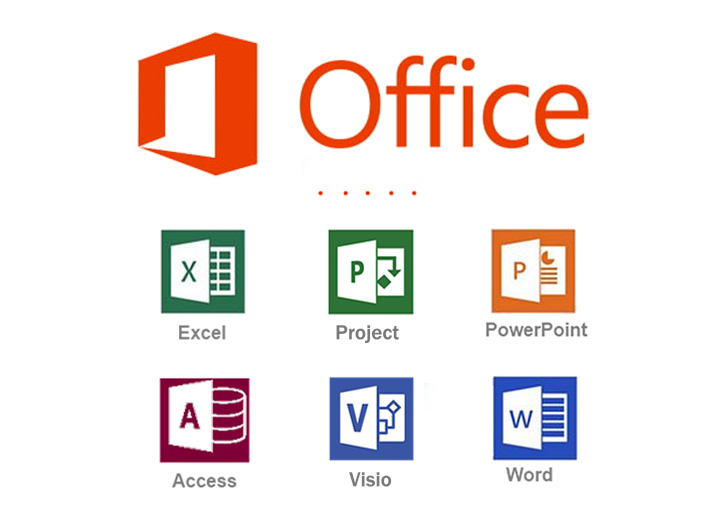 Office
X
P
P
Excel
Project
PowerPoint
A
V
W
Access
Visio
Word